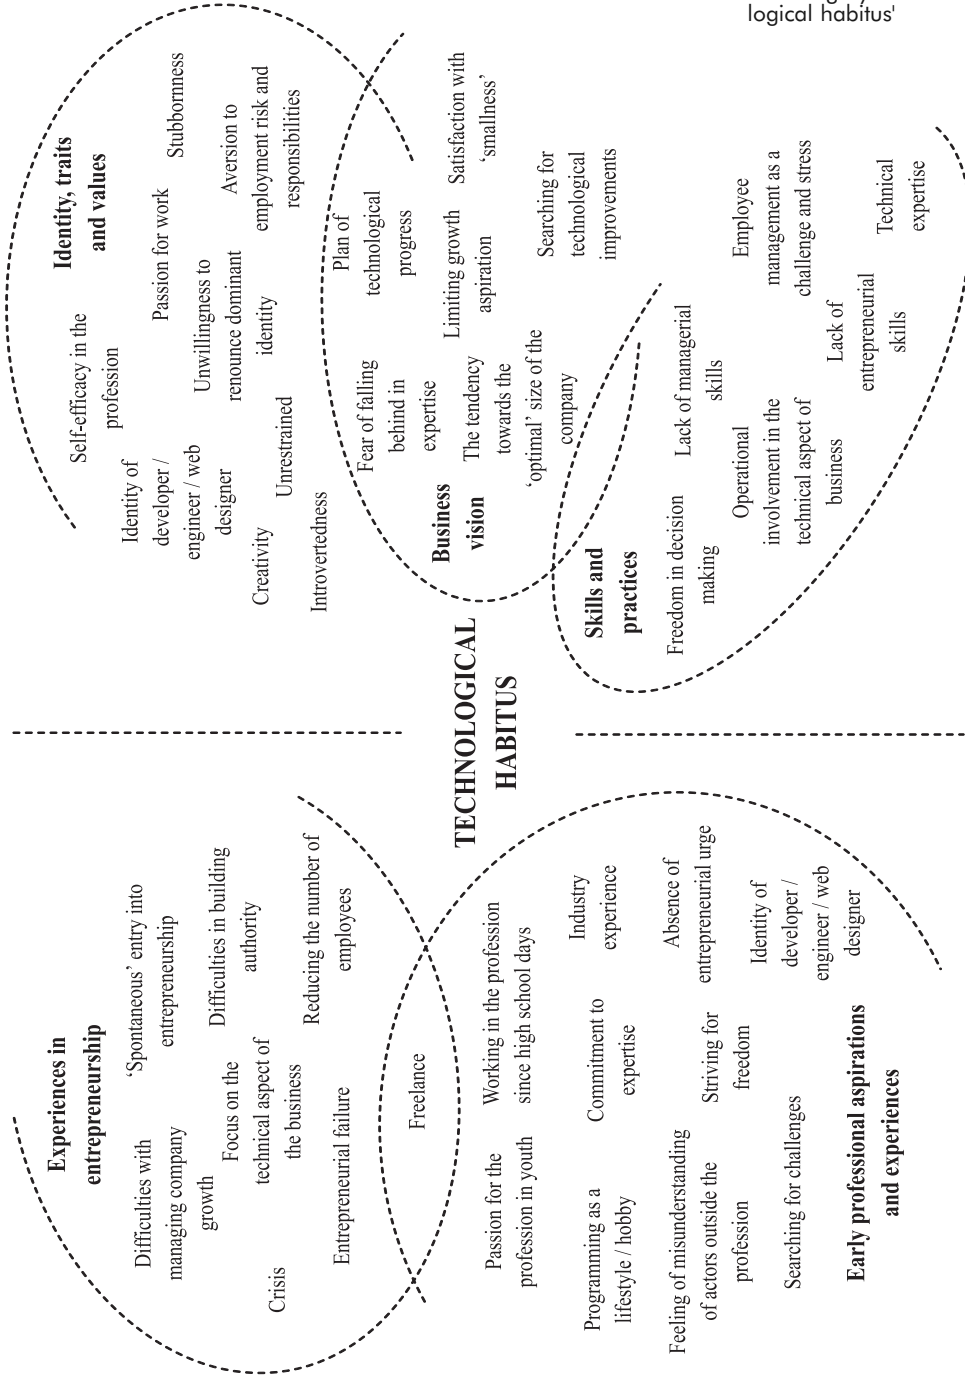 logical habitus'
Experiences in
entrepreneurship
'Spontaneous' entry into
entrepreneurship
Difficulties with
managing company
growth
Difficulties in building
authority
Focus on the
technical aspect of
the business
Crisis
Reducing the number of
employees
Entrepreneurial failure
Freelance
Passion for the
profession in youth
Working in the profession
since high school days
Industry
experience
Programming as a
lifestyle / hobby
Commitment to
expertise
Absence of
entrepreneurial urge
Feeling of misunderstanding
of actors outside the
profession
Striving for
freedom
Identity of
developer /
engineer / web
designer
Searching for challenges
Early professional aspirations
and experiences
TECHNOLOGICAL
HABITUS
Identity, traits
and values
Self-efficacy in the
profession
Identity of
developer /
engineer / web
designer
Passion for work
Stubbornness
Unwillingness to
renounce dominant
identity
Aversion to
employment risk and
responsibilities
Creativity
Unrestrained
Introvertedness
Business
vision
Fear of falling
behind in
expertise
Plan of
technological
progress
Limiting growth
aspiration
Satisfaction with
'smallness'
The tendency
towards the
'optimal' size of the
company
Searching for
technological
improvements
Skills and
practices
Freedom in decision
making
Lack of managerial
skills
Operational
involvement in the
technical aspect of
business
Employee
management as a
challenge and stress
Lack of
entrepreneurial
skills
Technical
expertise